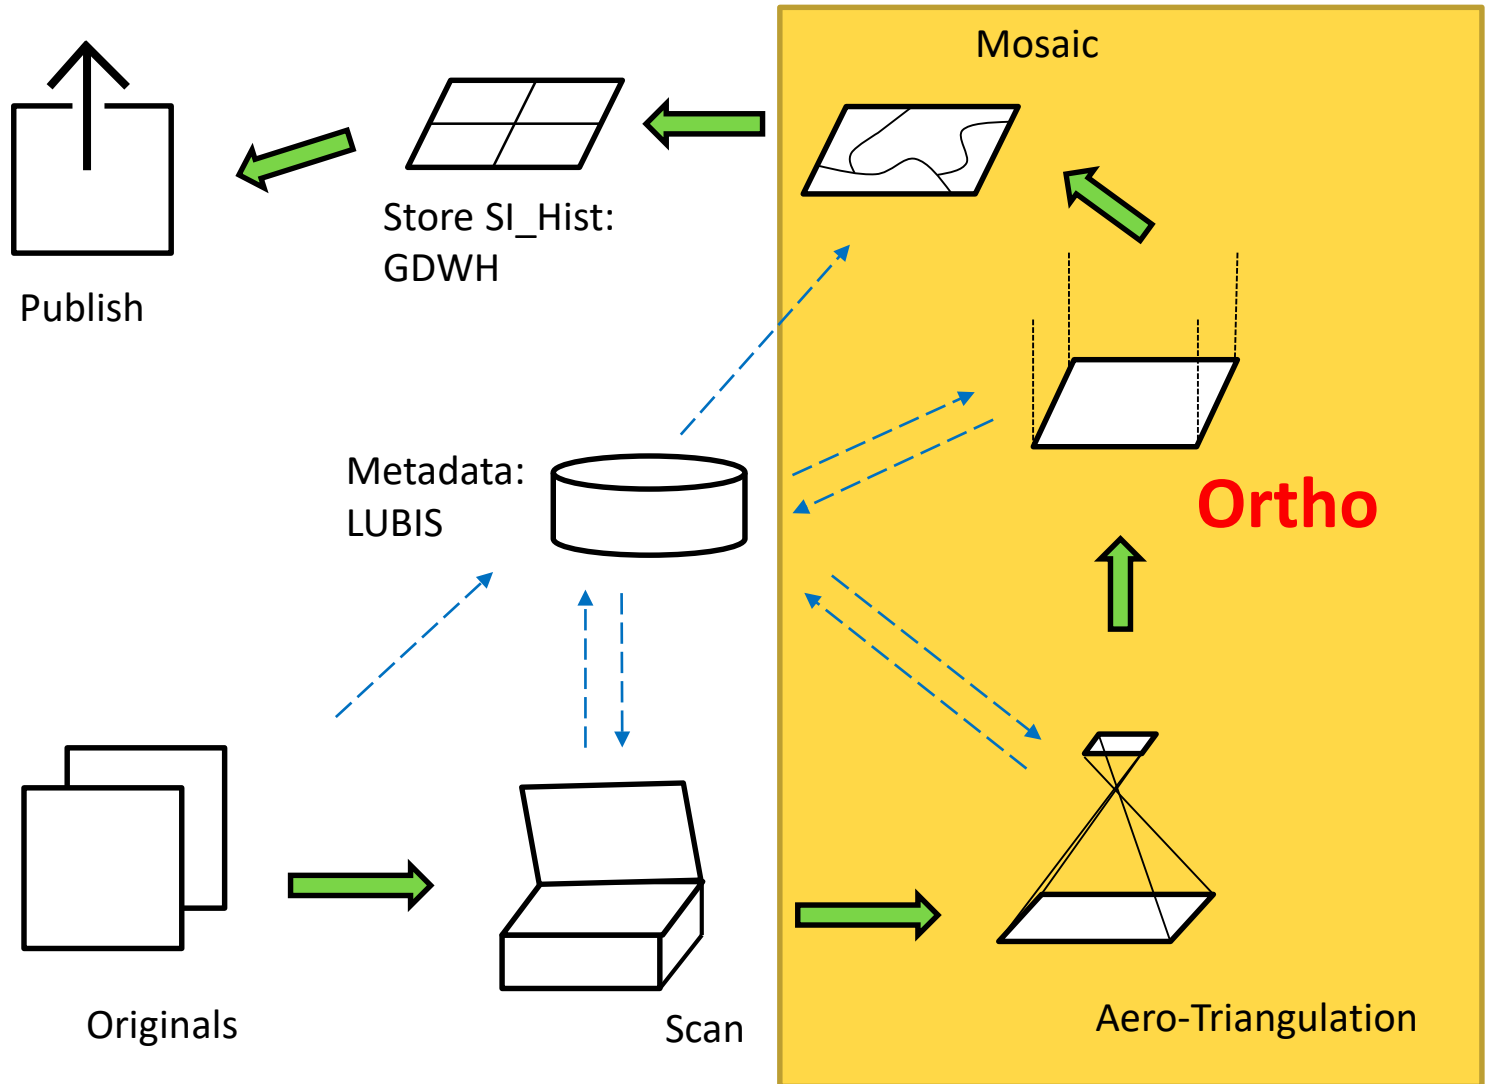 Mosaic
Store SI_Hist:
GDWH
Publish
Metadata:
LUBIS
Ortho
Originals
Scan
Aero-Triangulation